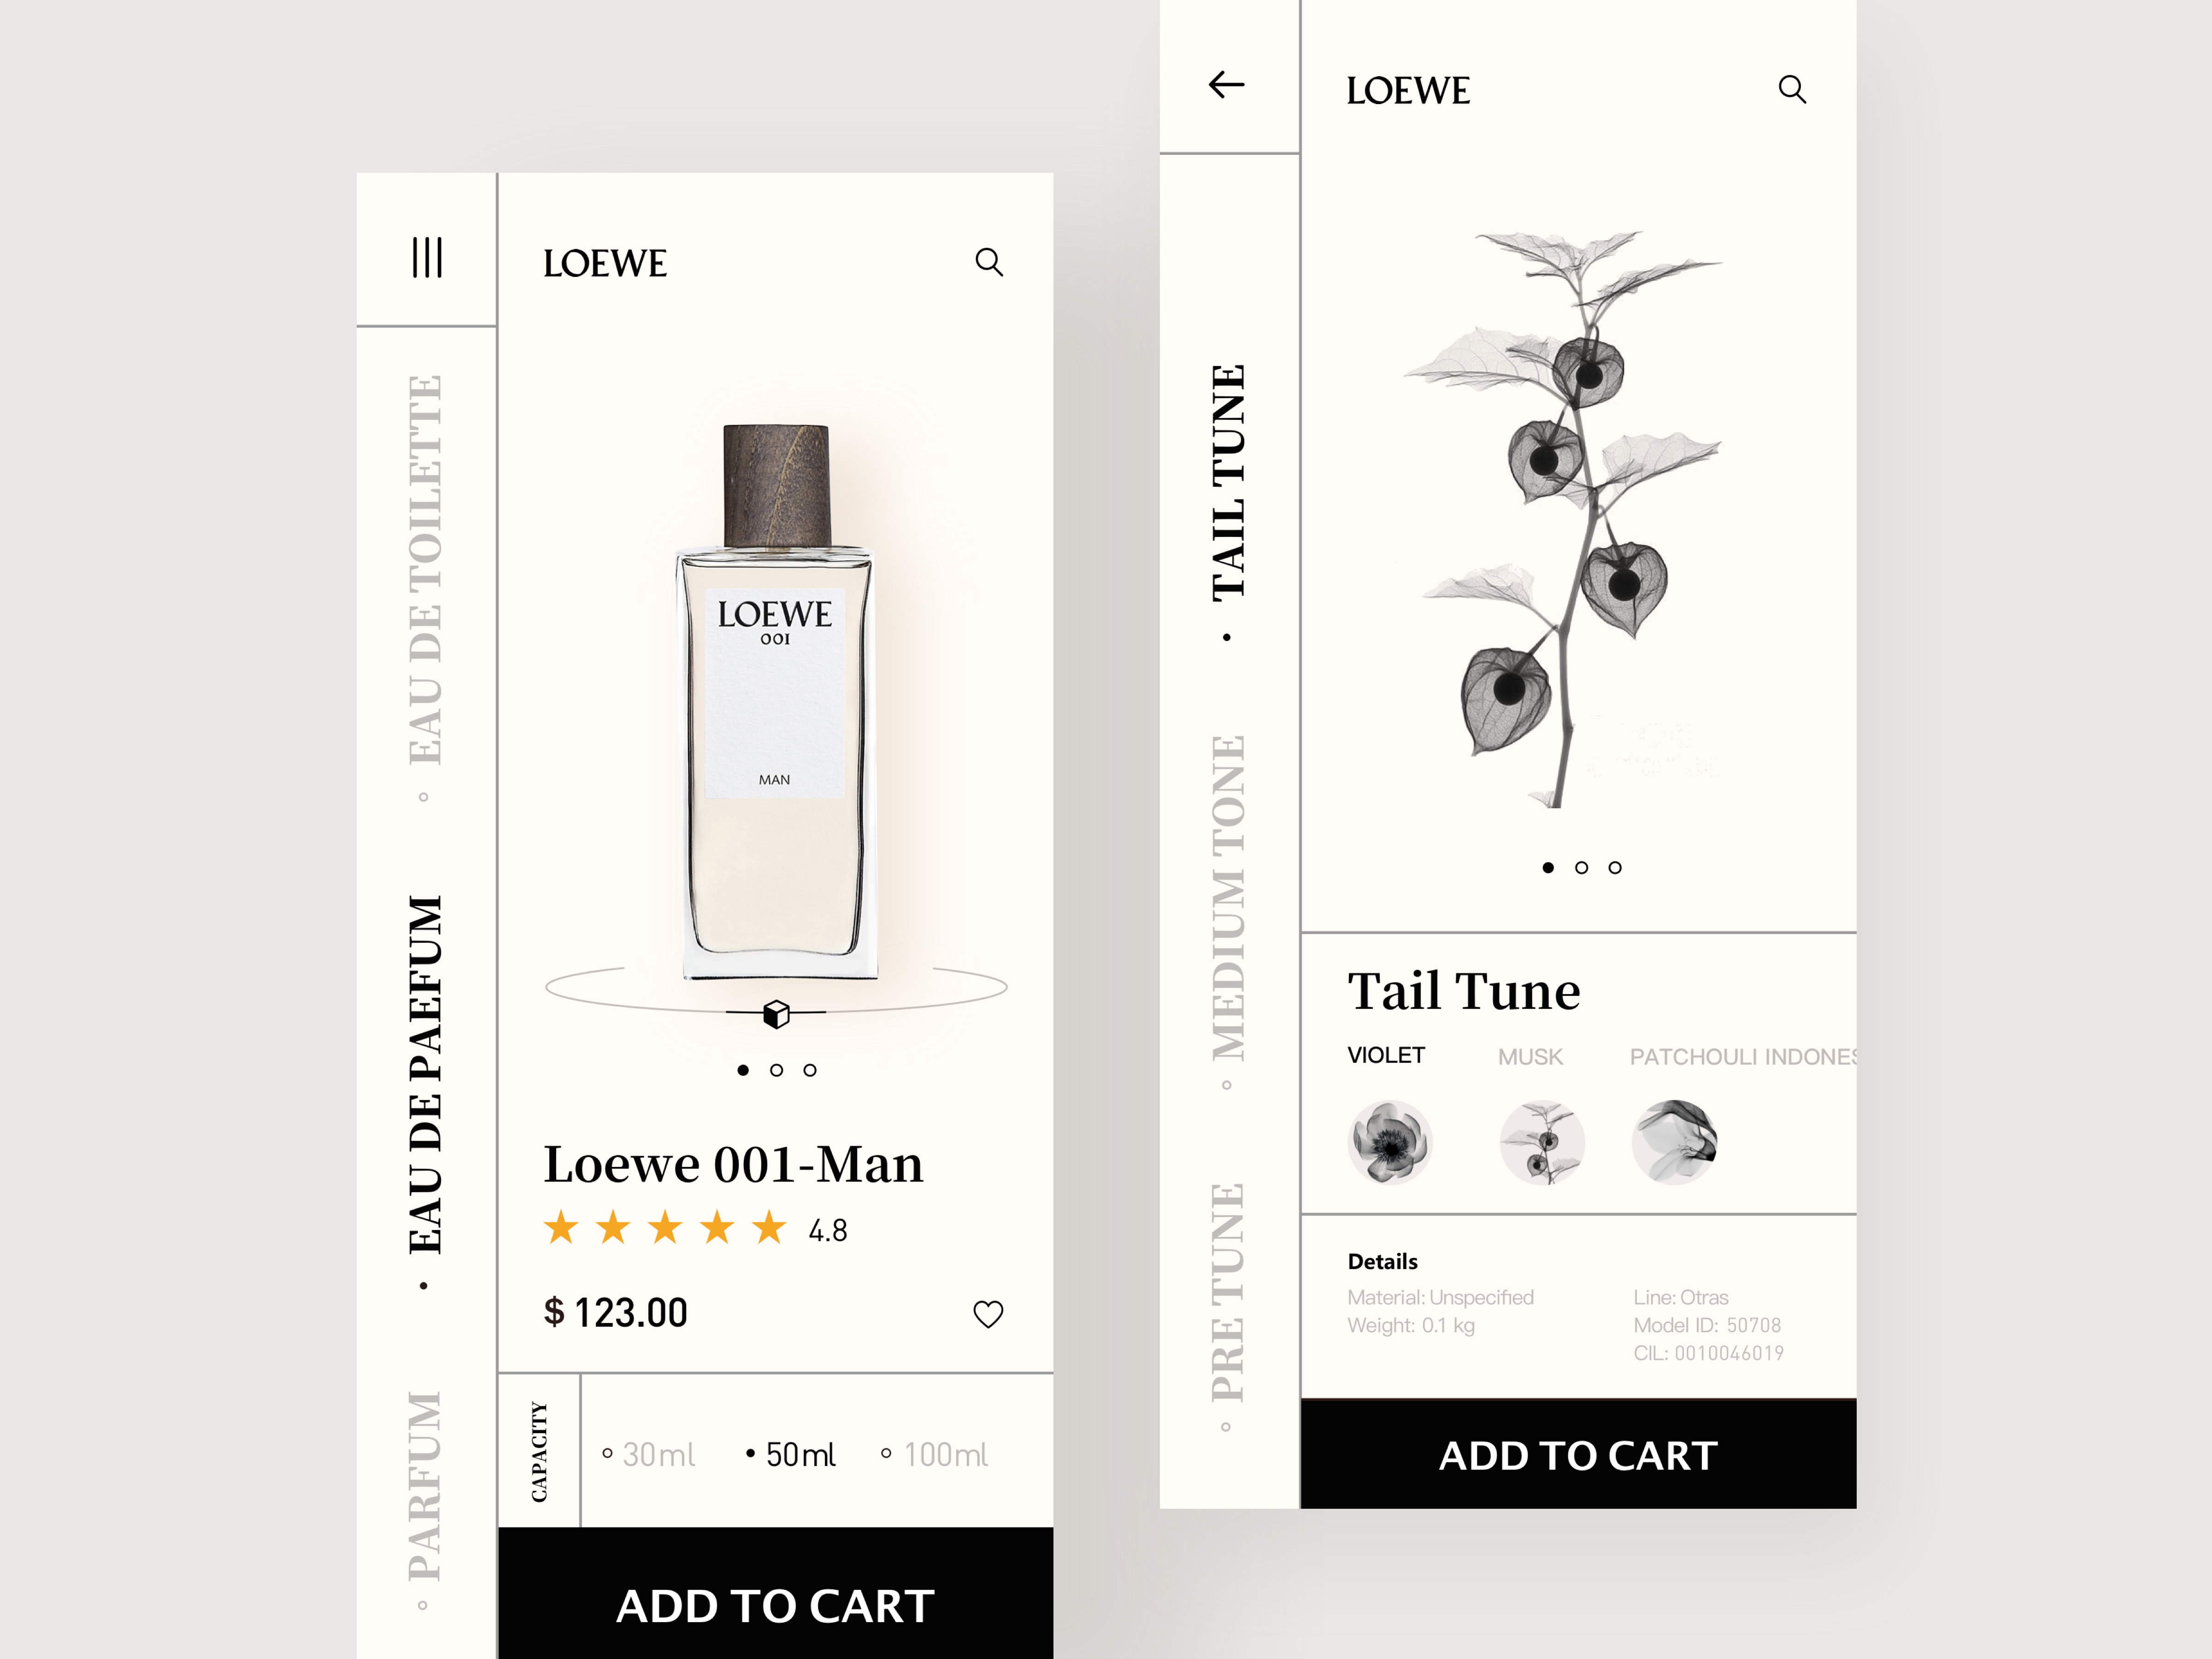 LOEWE
EAU DE TOILETTE
EAU DE PAEFUM
PARFUM
LOEWE
001
MAN
Loewe 001-Man
4.8
$ 123.00
CAPACITY
30ml
50ml
100ml
ADD TO CART
LOEWE
TAIL TUNE
MEDIUM TONE
PRE TUNE
Tail Tune
VIOLET MUSK PATCHOULI INDONES
Details
Material: Unspecified
Weight: 0.1 kg
Line: Otras
Model ID: 50708
CIL: 0010046019
ADD TO CART